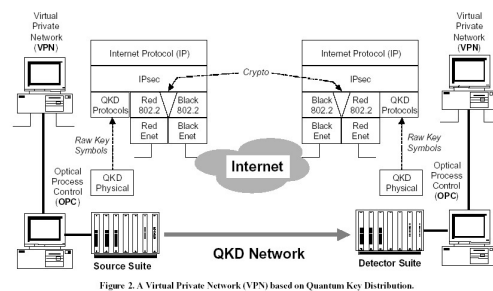 Virtual
Private
Network
(VPN)
Internet Protocol (IP)
IPsec
QKD
Protocols
Red
802.2
Black
802.2
Red
Enet
Black
Enet
Crypto
Internet Protocol (IP)
IPsec
Black
802.2
Red
802.2
QKD
Protocols
Black
Enet
Red
Enet
Virtual
Private
Network
(VPN)
Raw Key
Symbols
QKD
Physical
Internet
Raw Key
Symbols
QKD
Physical
Optical
Process
Control
(OPC)
Optical
Process
Control
(OPC)
Source Suite
QKD Network
Detector Suite
Figure 2. A Virtual Private Network (VPN) based on Quantum Key Distribution.